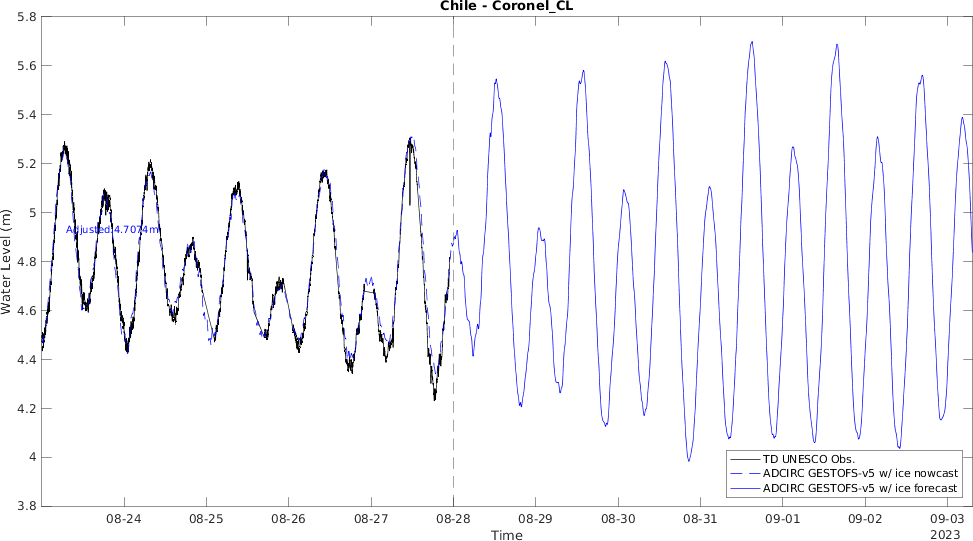 Chile - Coronel_CL
5.8
5.6
5.4
5.2
5
4.8
4.6
4.4
4.2
4
3.8
Water Level (m)
Adjusted:4.7074m
TD UNESCO Obs.
ADCIRC GESTOFS-v5 w/ ice nowcast
ADCIRC GESTOFS-v5 w/ ice forecast
08-24 08-25 08-26 08-27 08-28 08-29 08-30 08-31 09-01 09-02 09-03
Time
2023